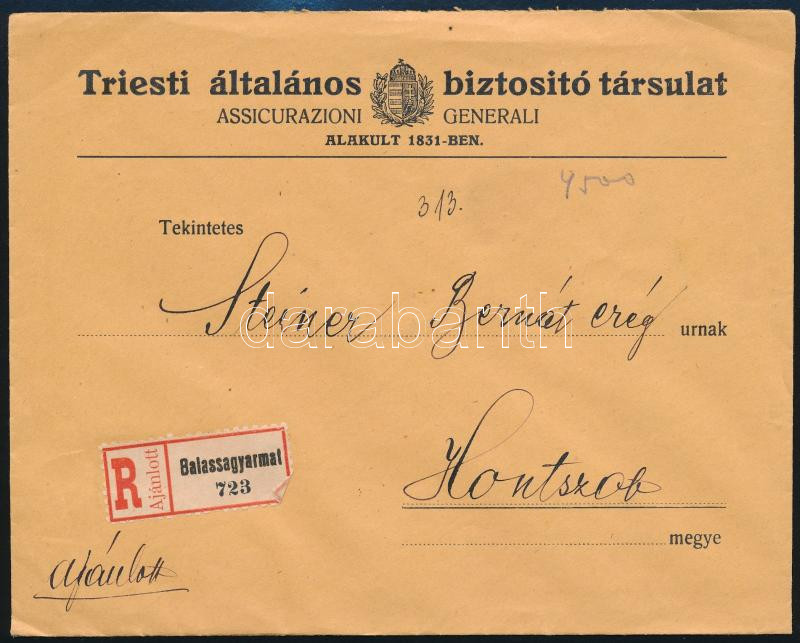 Triesti általános biztositó társulat
ASSICURAZIONI GENERALI
ALAKULT 1831-BEN.
4500
313.
Tekintetes
Steiner Bernát urnak
darabanth
R Ajánlott Balassagyarmat
723
Hontszob
megye
ajánlott